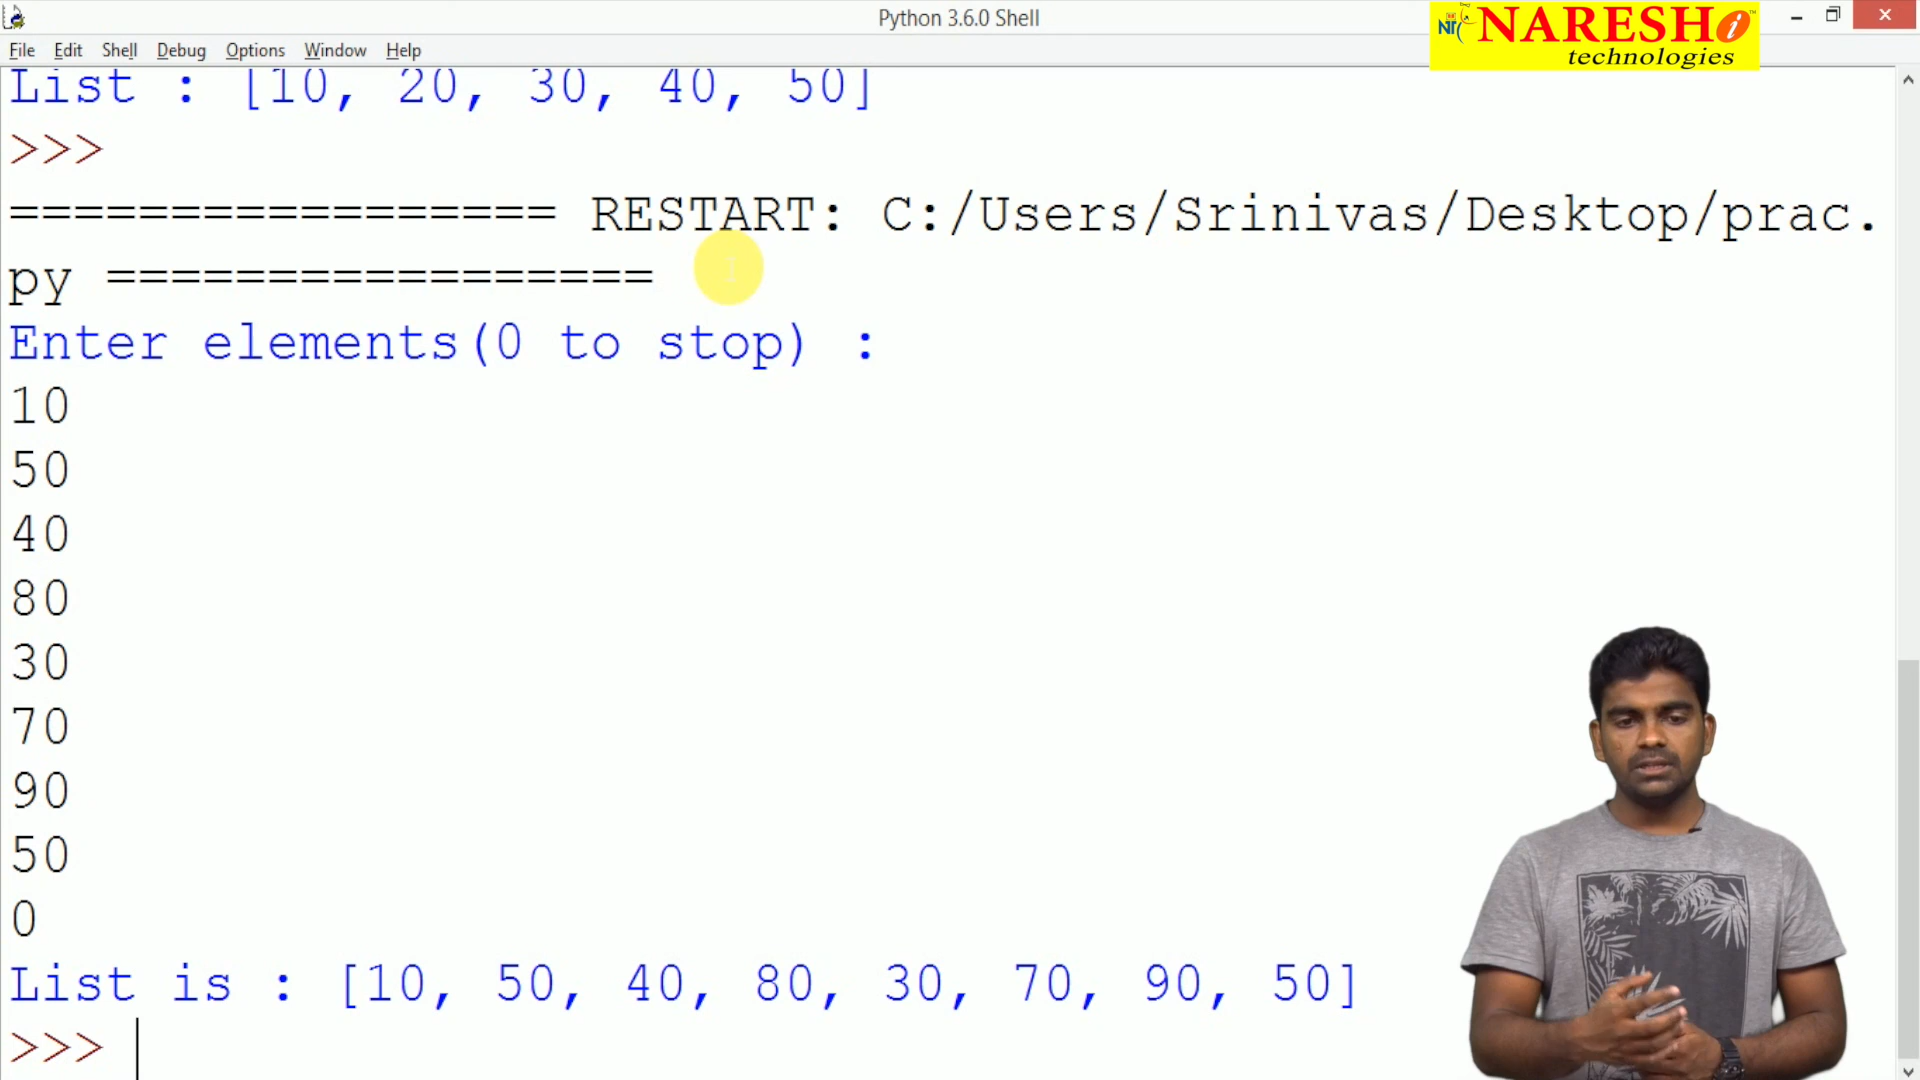 Python 3.6.0 Shell
NT NARESH i
technologies
File Edit Shell Debug Options Window Help
List : [10, 20, 30, 40, 50]
>>>
================= RESTART: C:/Users/Srinivas/Desktop/prac.
py =================
Enter elements(0 to stop) :
10
50
40
80
30
70
90
50
0
List is : [10, 50, 40, 80, 30, 70, 90, 50]
>>>